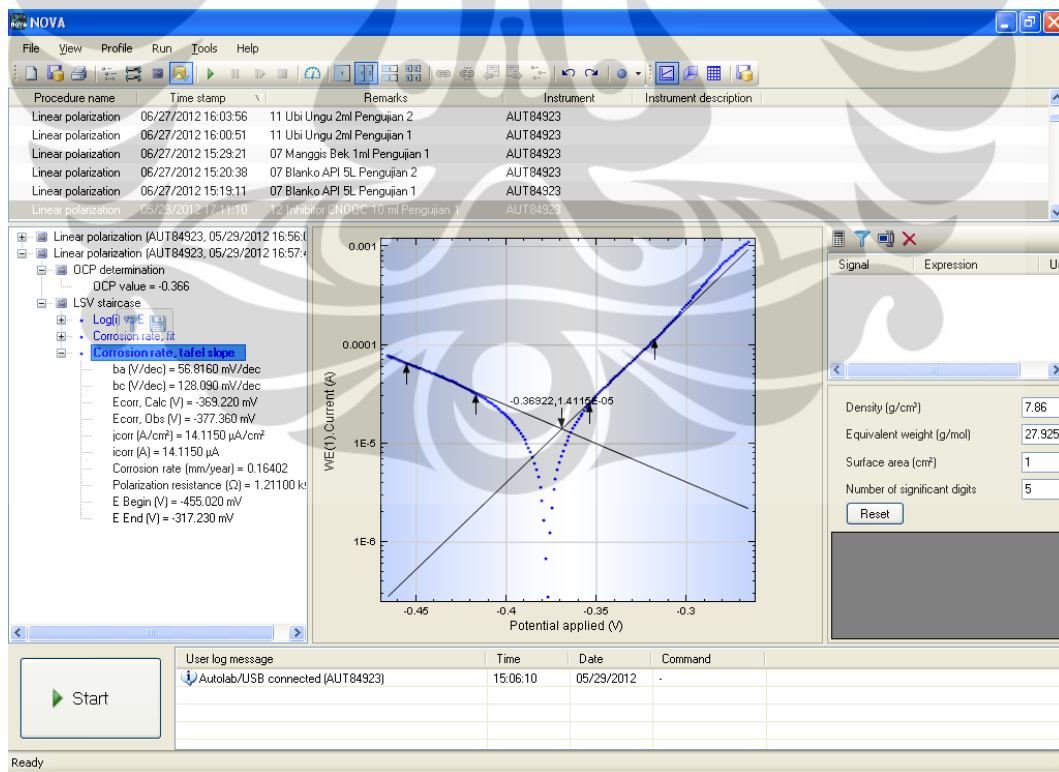 NOVA
File View Profile Run Tools Help
Procedure name Time stamp Remarks Instrument Instrument description
Linear polarization 06/27/2012 16:03:56 11 Ubi Ungu 2ml Pengujian 2 AUT84923
Linear polarization 06/27/2012 16:00:51 11 Ubi Ungu 2ml Pengujian 1 AUT84923
Linear polarization 06/27/2012 15:29:21 07 Manggis Bek 1ml Pengujian 1 AUT84923
Linear polarization 06/27/2012 15:20:38 07 Blanko API 5L Pengujian 2 AUT84923
Linear polarization 06/27/2012 15:19:11 07 Blanko API 5L Pengujian 1 AUT84923
Linear polarization 05/29/2012 17:11:10 12 Inhibitor CNOOC 10 ml Pengujian 1 AUT84923
Linear polarization (AUT84923, 05/29/2012 16:56:0
Linear polarization (AUT84923, 05/29/2012 16:57:4
OCP determination
OCP value = -0.366
LSV staircase
Log(i) vs E
Corrosion rate, fit
Corrosion rate, tafel slope
ba (V/dec) = 56.8160 mV/dec
bc (V/dec) = 128.090 mV/dec
Ecorr, Calc (V) = -369.220 mV
Ecorr, Obs (V) = -377.360 mV
jcorr (A/cm²) = 14.1150 µA/cm²
icorr (A) = 14.1150 µA
Corrosion rate (mm/year) = 0.16402
Polarization resistance (Ω) = 1.21100 k
E Begin (V) = -455.020 mV
E End (V) = -317.230 mV
0.001
0.0001
1E-5
1E-6
WE(1).Current (A)
-0.36922,1.4115E-05
-0.45 -0.4 -0.35 -0.3
Potential applied (V)
Signal Expression U
Density (g/cm³) 7.86
Equivalent weight (g/mol) 27.925
Surface area (cm²) 1
Number of significant digits 5
Reset
Start
User log message Time Date Command
Autolab/USB connected (AUT84923) 15:06:10 05/29/2012 -
Ready